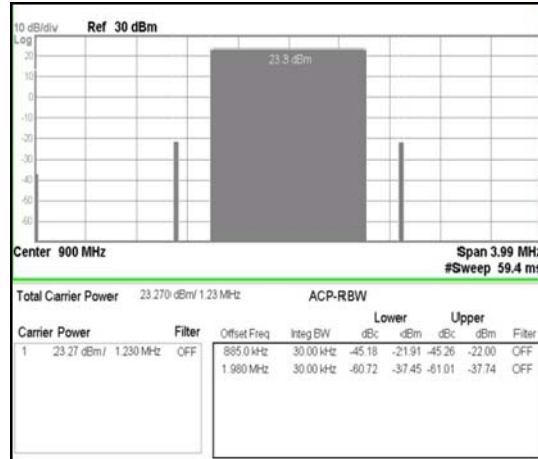 10 dB/div Ref 30 dBm
Log
20
10
0
-10
-20
-30
-40
-50
-60
23.3 dBm
Center 900 MHz Span 3.99 MHz
#Sweep 59.4 ms
Total Carrier Power 23.270 dBm/ 1.23 MHz ACP-RBW
Lower Upper
Carrier Power Filter Offset Freq Integ BW dBc dBm dBc dBm Filter
1 23.27 dBm / 1.230 MHz OFF 885.0 kHz 30.00 kHz -45.18 -21.91 -45.26 -22.00 OFF
1.980 MHz 30.00 kHz -60.72 -37.45 -61.01 -37.74 OFF